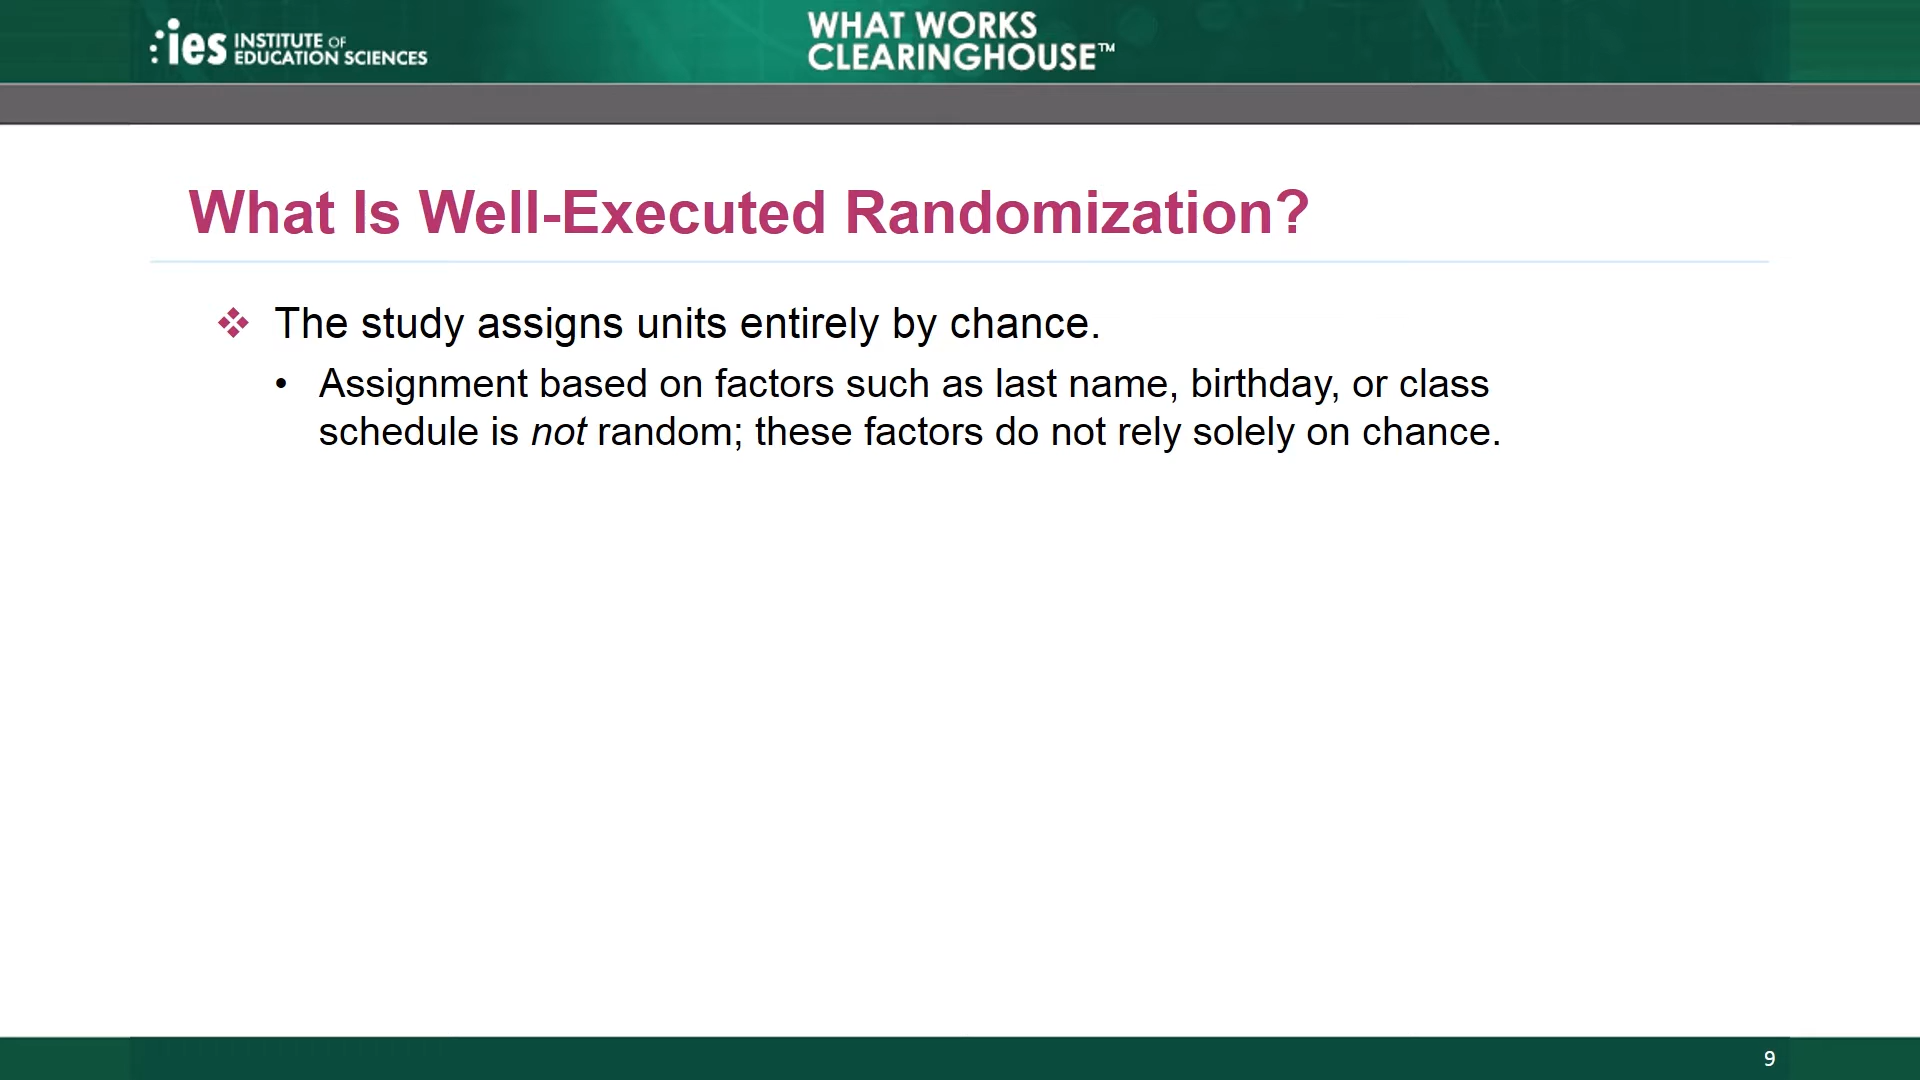 ies INSTITUTE OF
EDUCATION SCIENCES
WHAT WORKS
CLEARINGHOUSE™
What Is Well-Executed Randomization?
❖ The study assigns units entirely by chance.
• Assignment based on factors such as last name, birthday, or class
schedule is not random; these factors do not rely solely on chance.
9